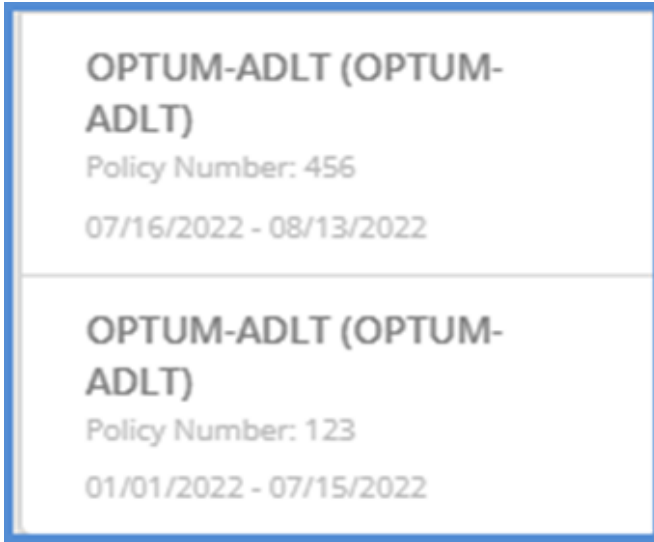 OPTUM-ADLT (OPTUM-
ADLT)
Policy Number: 456
07/16/2022 - 08/13/2022
OPTUM-ADLT (OPTUM-
ADLT)
Policy Number: 123
01/01/2022 - 07/15/2022